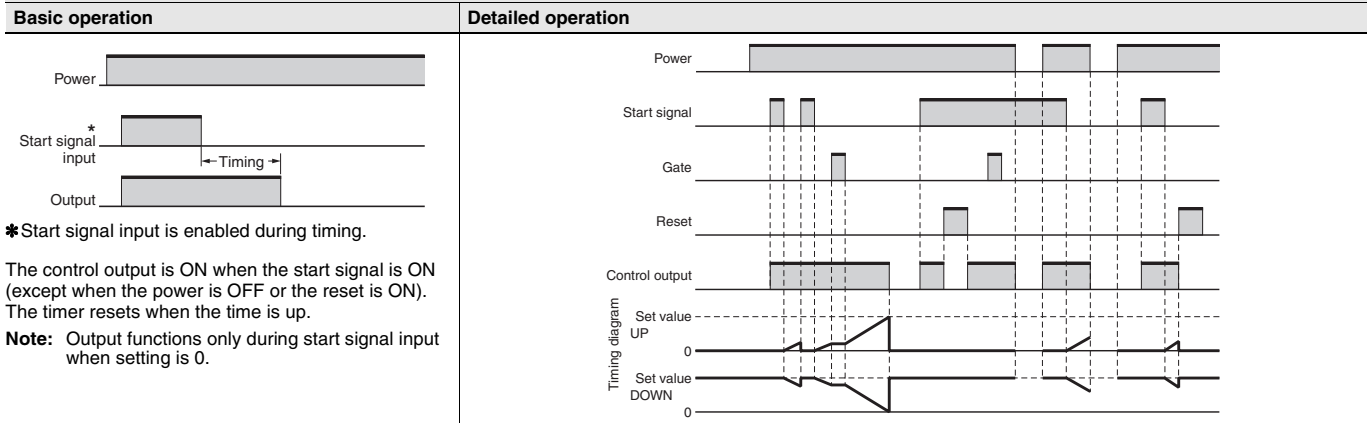 Basic operation
Power
*
Start signal
input
Timing
Output
✱Start signal input is enabled during timing.
The control output is ON when the start signal is ON
(except when the power is OFF or the reset is ON).
The timer resets when the time is up.
Note: Output functions only during start signal input
when setting is 0.
Detailed operation
Power
Start signal
Gate
Reset
Control output
Timing diagram
Set value
UP
0
Set value
DOWN
0